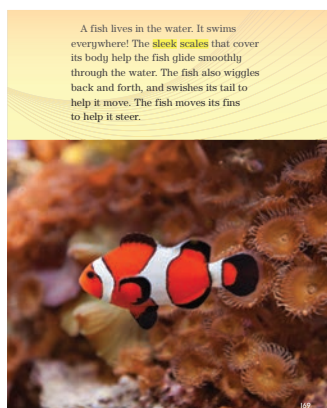 A fish lives in the water. It swims
everywhere! The sleek scales that cover
its body help the fish glide smoothly
through the water. The fish also wiggles
back and forth, and swishes its tail to
help it move. The fish moves its fins
to help it steer.
169